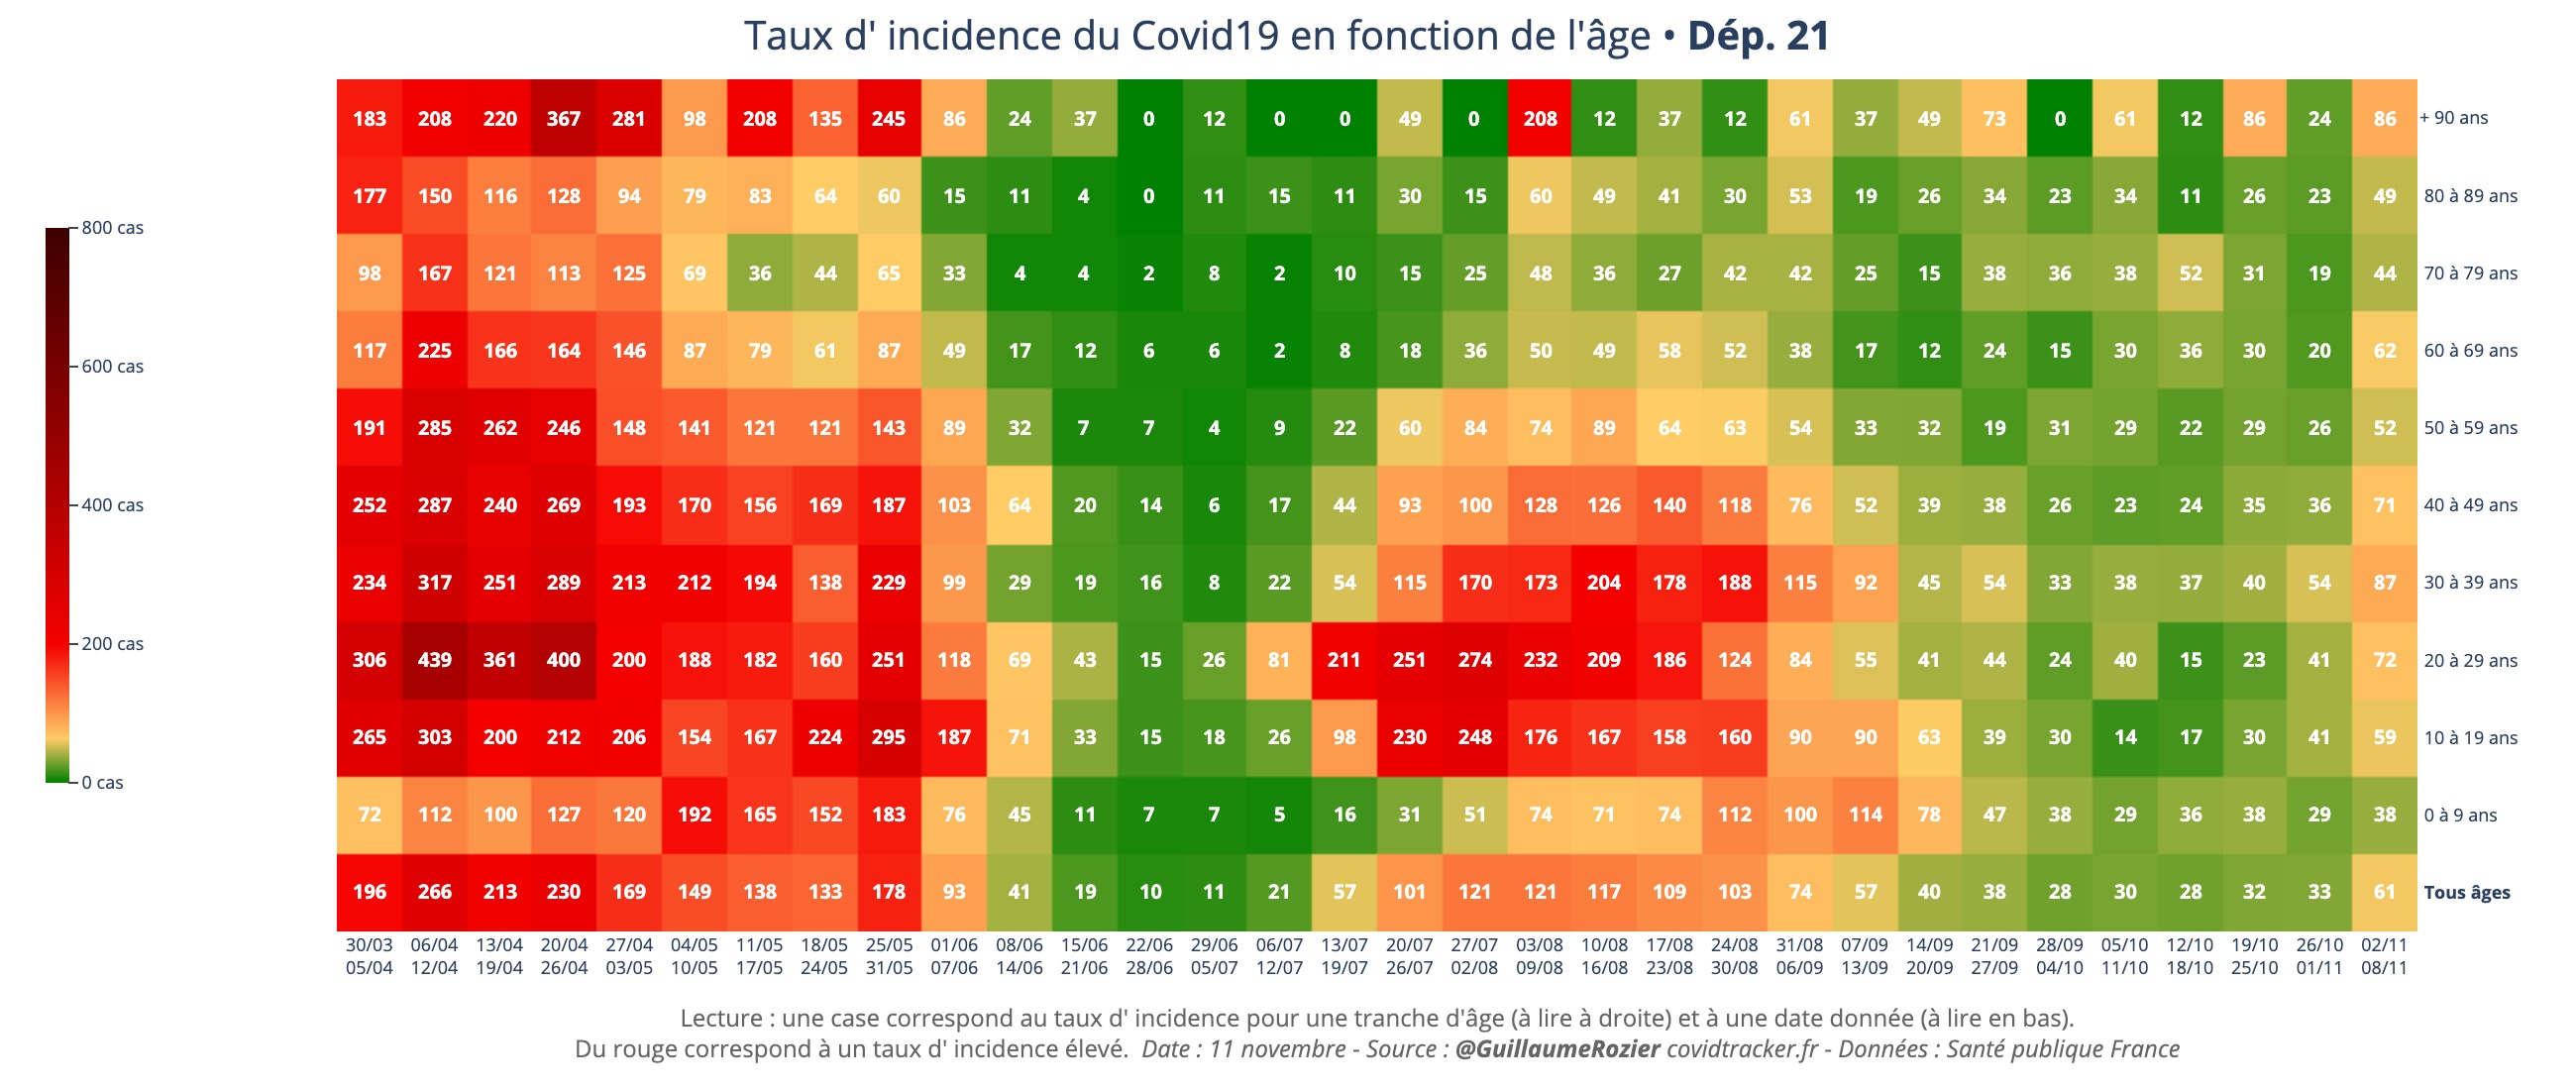 Taux d' incidence du Covid19 en fonction de l'âge • Dép. 21
800 cas
600 cas
400 cas
200 cas
0 cas
183 208 220 367 281 98 208 135 245 86 24 37 0 12 0 0 49 0 208 12 37 12 61 37 49 73 0 61 12 86 24 86 + 90 ans
177 150 116 128 94 79 83 64 60 15 11 4 0 11 15 11 30 15 60 49 41 30 53 19 26 34 23 34 11 26 23 49 80 à 89 ans
98 167 121 113 125 69 36 44 65 33 4 4 2 8 2 10 15 25 48 36 27 42 42 25 15 38 36 38 52 31 19 44 70 à 79 ans
117 225 166 164 146 87 79 61 87 49 17 12 6 6 2 8 18 36 50 49 58 52 38 17 12 24 15 30 36 30 20 62 60 à 69 ans
191 285 262 246 148 141 121 121 143 89 32 7 7 4 9 22 60 84 74 89 64 63 54 33 32 19 31 29 22 29 26 52 50 à 59 ans
252 287 240 269 193 170 156 169 187 103 64 20 14 6 17 44 93 100 128 126 140 118 76 52 39 38 26 23 24 35 36 71 40 à 49 ans
234 317 251 289 213 212 194 138 229 99 29 19 16 8 22 54 115 170 173 204 178 188 115 92 45 54 33 38 37 40 54 87 30 à 39 ans
306 439 361 400 200 188 182 160 251 118 69 43 15 26 81 211 251 274 232 209 186 124 84 55 41 44 24 40 15 23 41 72 20 à 29 ans
265 303 200 212 206 154 167 224 295 187 71 33 15 18 26 98 230 248 176 167 158 160 90 90 63 39 30 14 17 30 41 59 10 à 19 ans
72 112 100 127 120 192 165 152 183 76 45 11 7 7 5 16 31 51 74 71 74 112 100 114 78 47 38 29 36 38 29 38 0 à 9 ans
196 266 213 230 169 149 138 133 178 93 41 19 10 11 21 57 101 121 121 117 109 103 74 57 40 38 28 30 28 32 33 61 Tous âges
30/03 06/04 13/04 20/04 27/04 04/05 11/05 18/05 25/05 01/06 08/06 15/06 22/06 29/06 06/07 13/07 20/07 27/07 03/08 10/08 17/08 24/08 31/08 07/09 14/09 21/09 28/09 05/10 12/10 19/10 26/10 02/11
05/04 12/04 19/04 26/04 03/05 10/05 17/05 24/05 31/05 07/06 14/06 21/06 28/06 05/07 12/07 19/07 26/07 02/08 09/08 16/08 23/08 30/08 06/09 13/09 20/09 27/09 04/10 11/10 18/10 25/10 01/11 08/11
Lecture : une case correspond au taux d' incidence pour une tranche d'âge (à lire à droite) et à une date donnée (à lire en bas).
Du rouge correspond à un taux d' incidence élevé. Date : 11 novembre - Source : @GuillaumeRozier covidtracker.fr - Données : Santé publique France